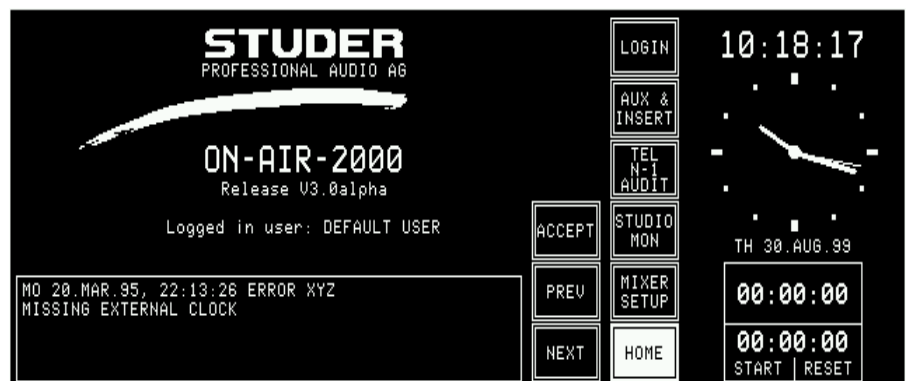 STUDER
PROFESSIONAL AUDIO AG
ON-AIR-2000
Release V3.0alpha
Logged in user: DEFAULT USER
MO 20.MAR.95, 22:13:26 ERROR XYZ
MISSING EXTERNAL CLOCK
ACCEPT
PREV
NEXT
LOGIN
AUX &
INSERT
TEL
N-1
AUDIT
STUDIO
MON
MIXER
SETUP
HOME
10:18:17
TH 30.AUG.99
00:00:00
00:00:00
START | RESET